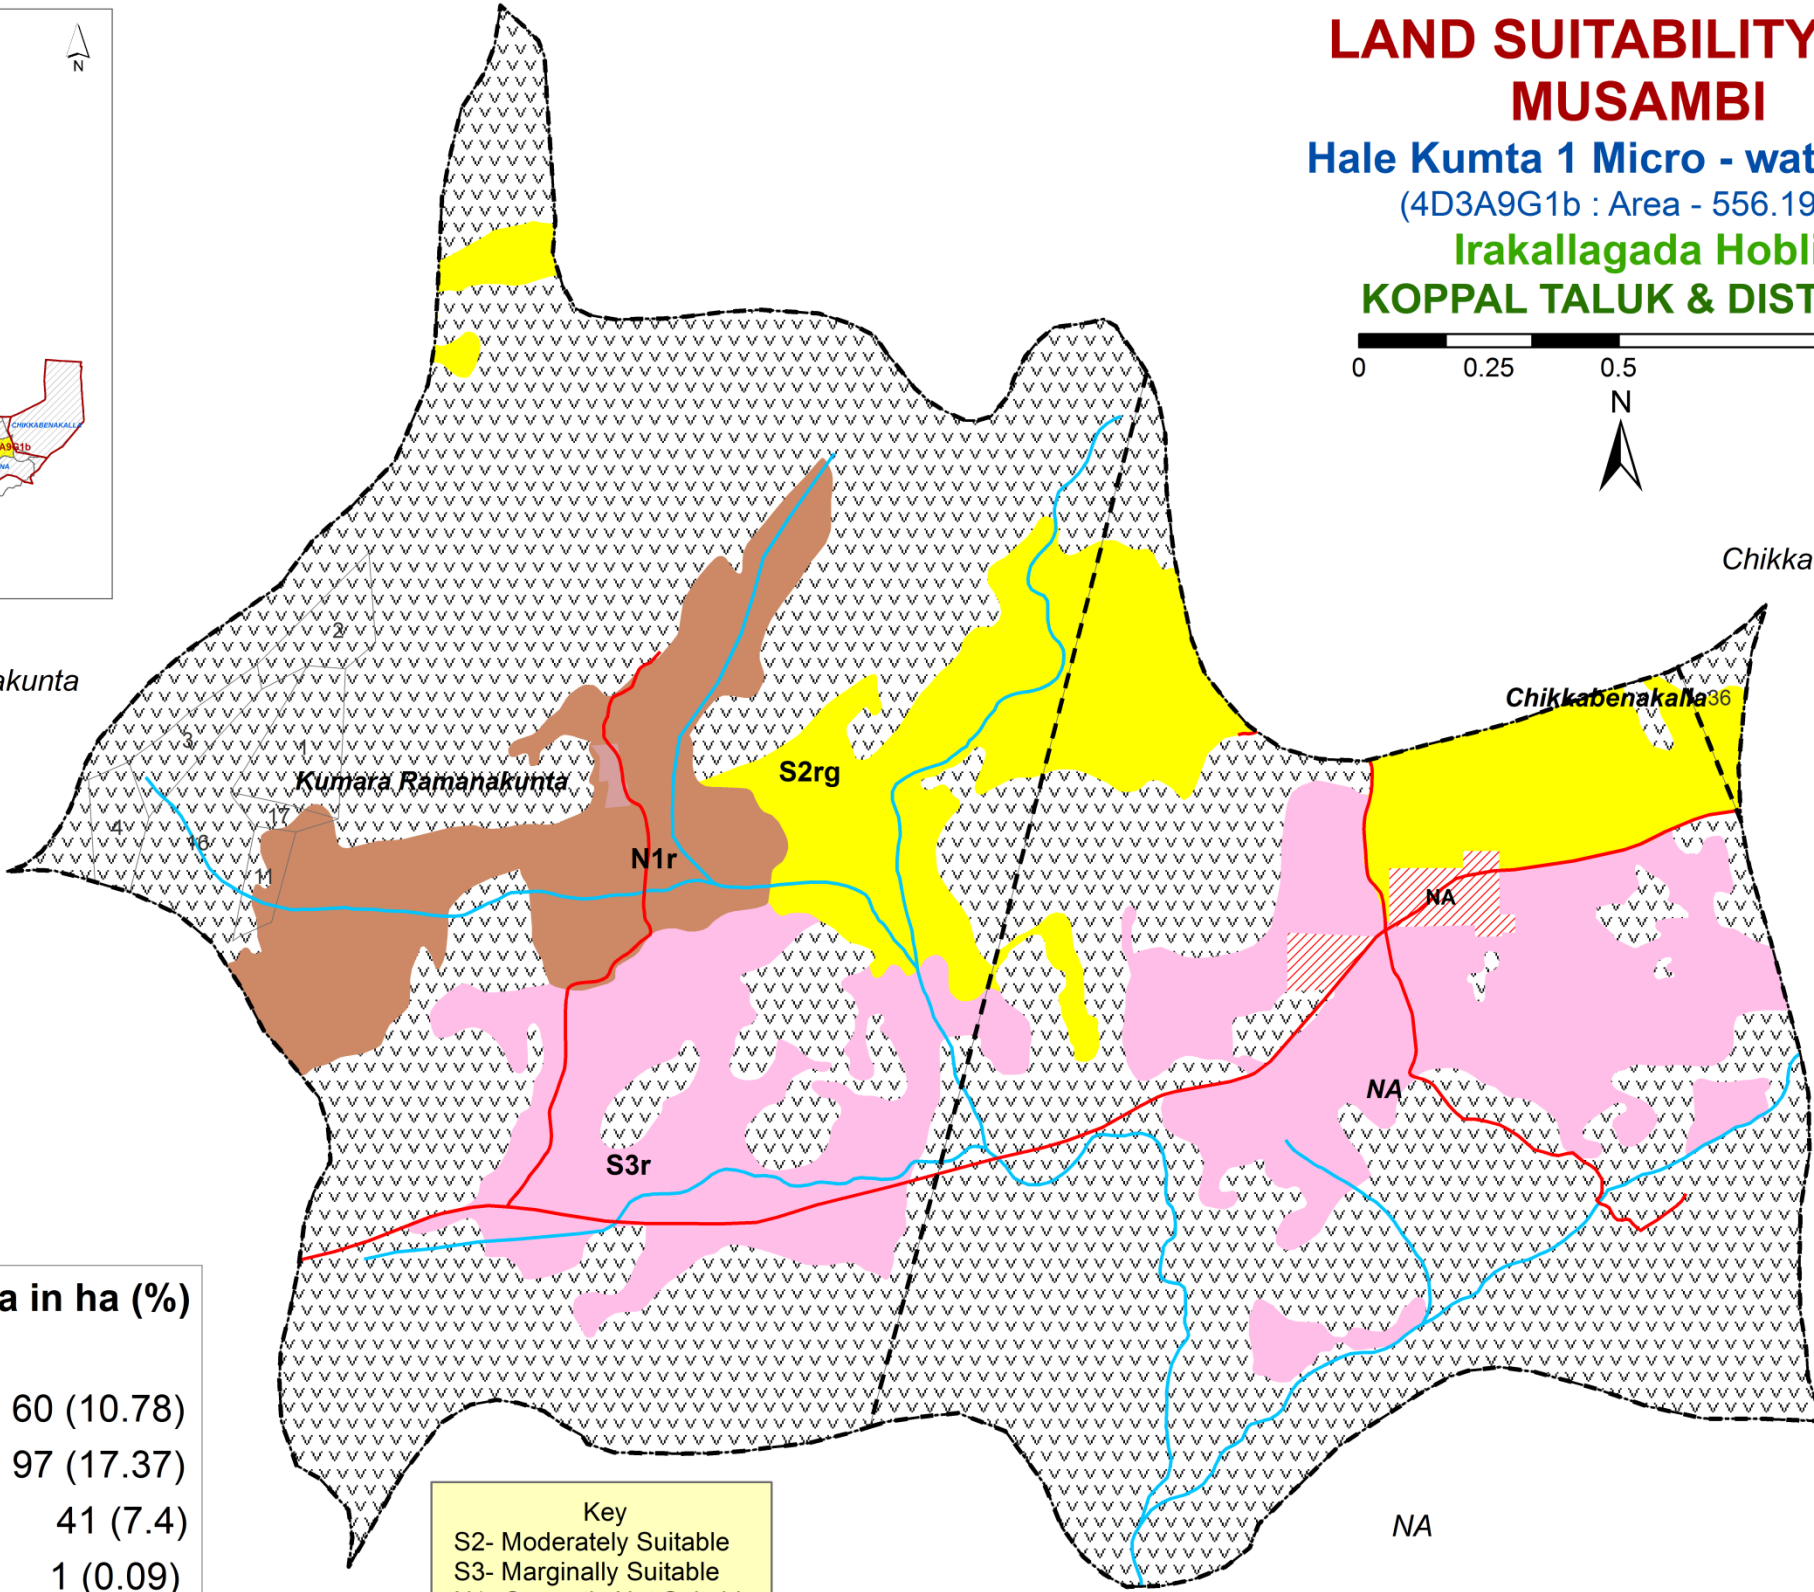 LAND SUITABILITY
MUSAMBI
Hale Kumta 1 Micro - wat
(4D3A9G1b : Area - 556.19
Irakallagada Hobli
KOPPAL TALUK & DIST
0 0.25 0.5
N
N
CHIKKABENAKALLA
A9G1b
NA
Chikka
akunta
2
3
1
Kumara Ramanakunta
4
16
17
11
N1r
S2rg
Chikkabenakalla
36
NA
NA
S3r
NA
a in ha (%)
60 (10.78)
97 (17.37)
41 (7.4)
1 (0.09)
Key
S2- Moderately Suitable
S3- Marginally Suitable